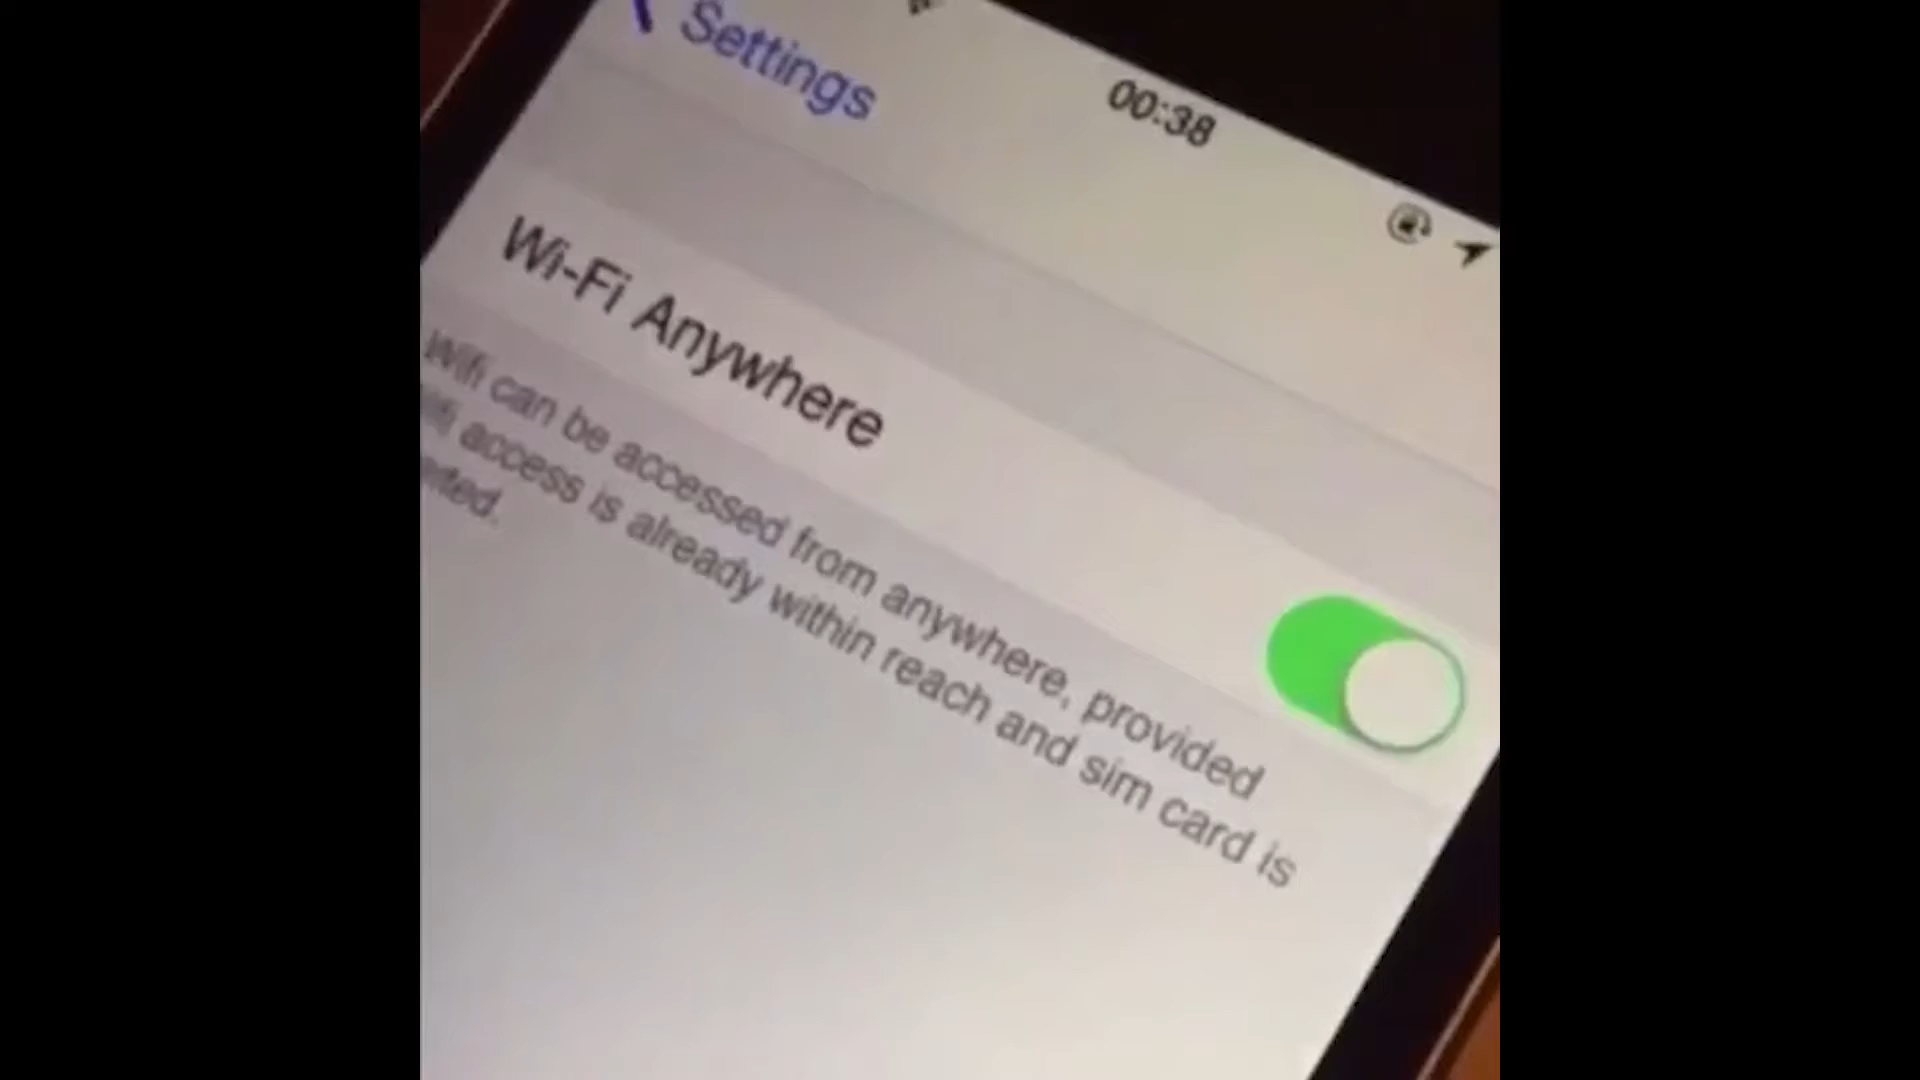 Settings
00:38
Wi-Fi Anywhere
Wifi can be accessed from anywhere, provided
access is already within reach and sim card is